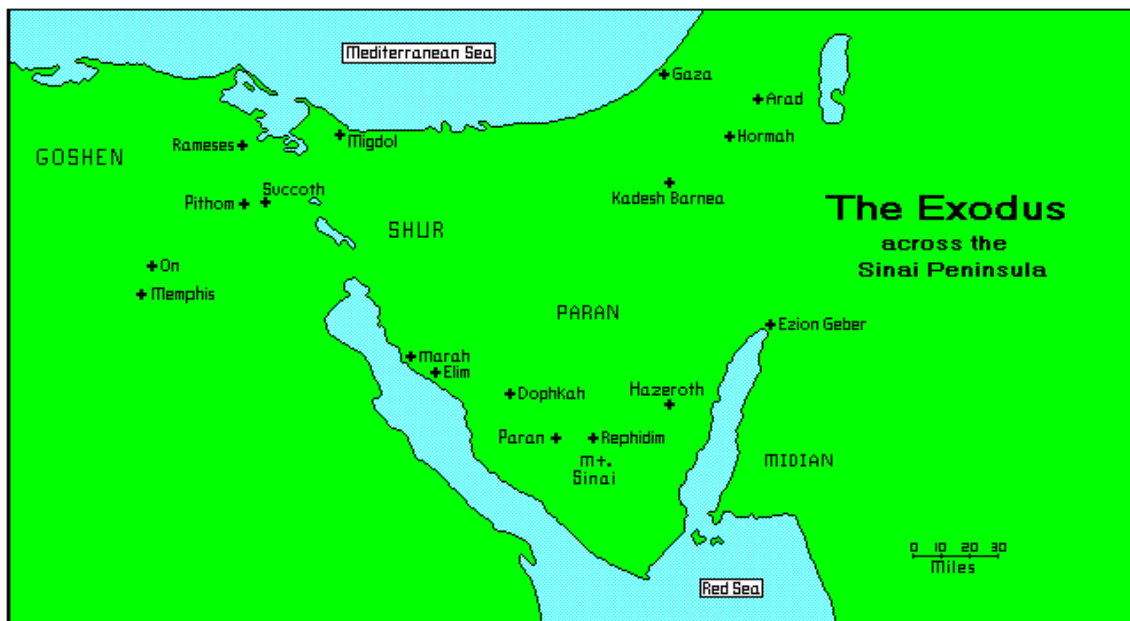 Mediterranean Sea
Gaza
Arad
Hormah
Migdol
Rameses
GOSHEN
Succoth
Pithom
Kadesh Barnea
The Exodus
across the
Sinai Peninsula
SHUR
On
Memphis
PARAN
Ezion Geber
Marah
Elim
Dophkah
Hazeroth
Paran
Rephidim
mt.
Sinai
MIDIAN
0 10 20 30
Miles
Red Sea